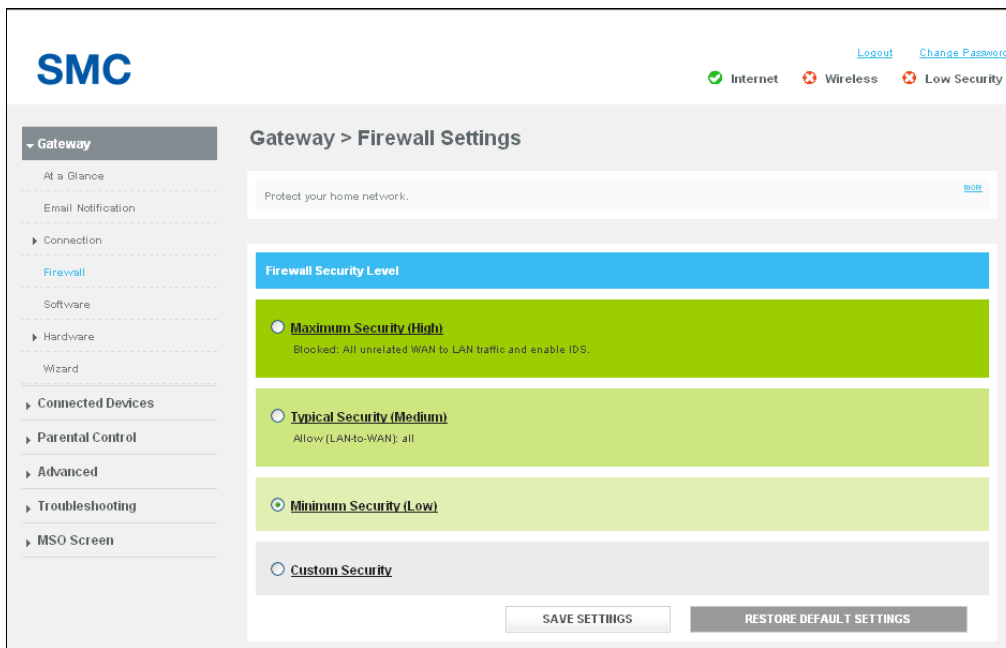 SMC
Logout Change Password
Internet Wireless Low Security
Gateway
At a Glance
Email Notification
Connection
Firewall
Software
Hardware
Wizard
Connected Devices
Parental Control
Advanced
Troubleshooting
MSO Screen
Gateway > Firewall Settings
Protect your home network.
more
Firewall Security Level
Maximum Security (High)
Blocked: All unrelated WAN to LAN traffic and enable IDS.
Typical Security (Medium)
Allow (LAN-to-WAN): all
Minimum Security (Low)
Custom Security
SAVE SETTINGS RESTORE DEFAULT SETTINGS